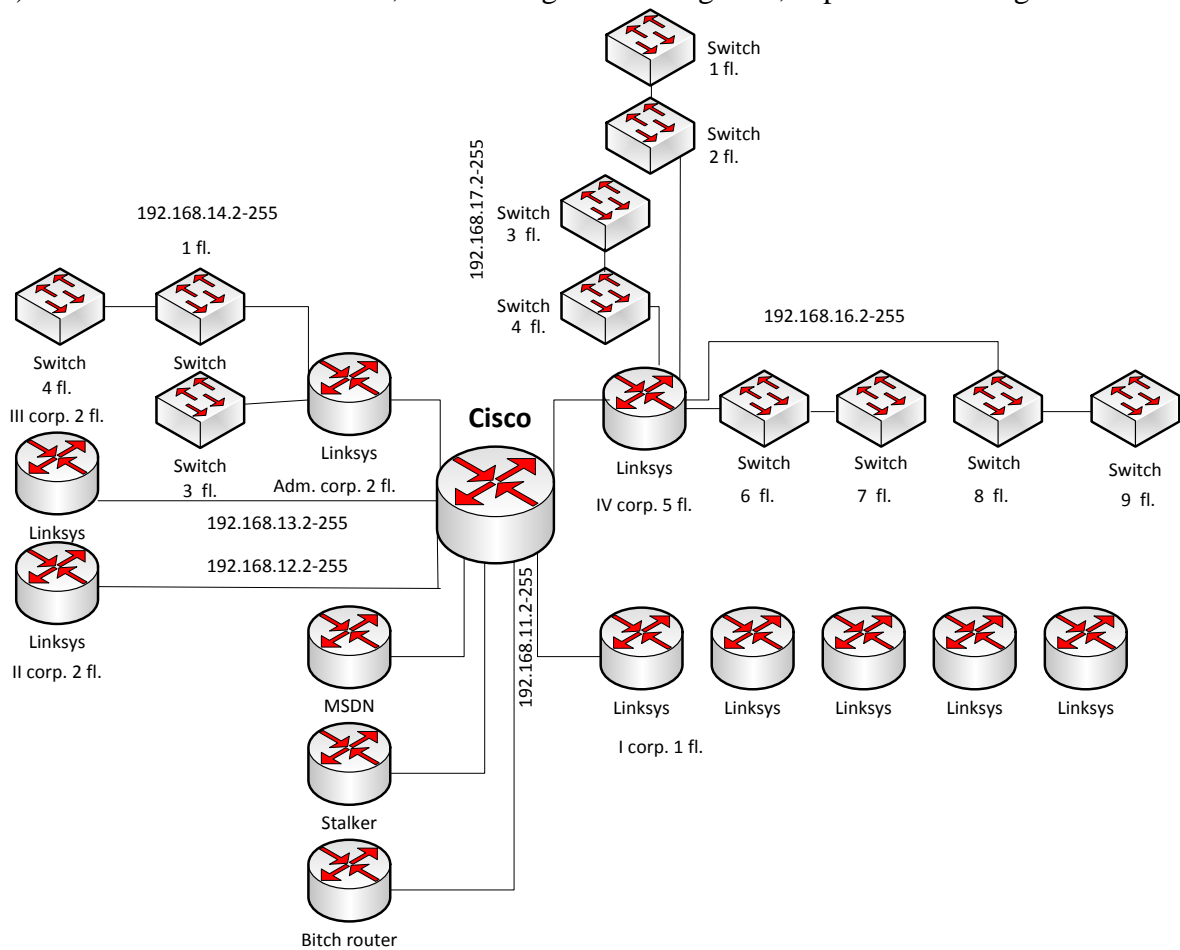 Switch
1 fl.
Switch
2 fl.
192.168.17.2-255
Switch
3 fl.
Switch
4 fl.
192.168.14.2-255
1 fl.
Switch
4 fl.
Switch
III corp. 2 fl.
Switch
3 fl.
Linksys
Adm. corp. 2 fl.
Cisco
192.168.16.2-255
Linksys
IV corp. 5 fl.
Switch
6 fl.
Switch
7 fl.
Switch
8 fl.
Switch
9 fl.
Linksys
192.168.13.2-255
192.168.12.2-255
Linksys
II corp. 2 fl.
192.168.11.2-255
MSDN
Stalker
Bitch router
Linksys
Linksys
Linksys
Linksys
Linksys
I corp. 1 fl.